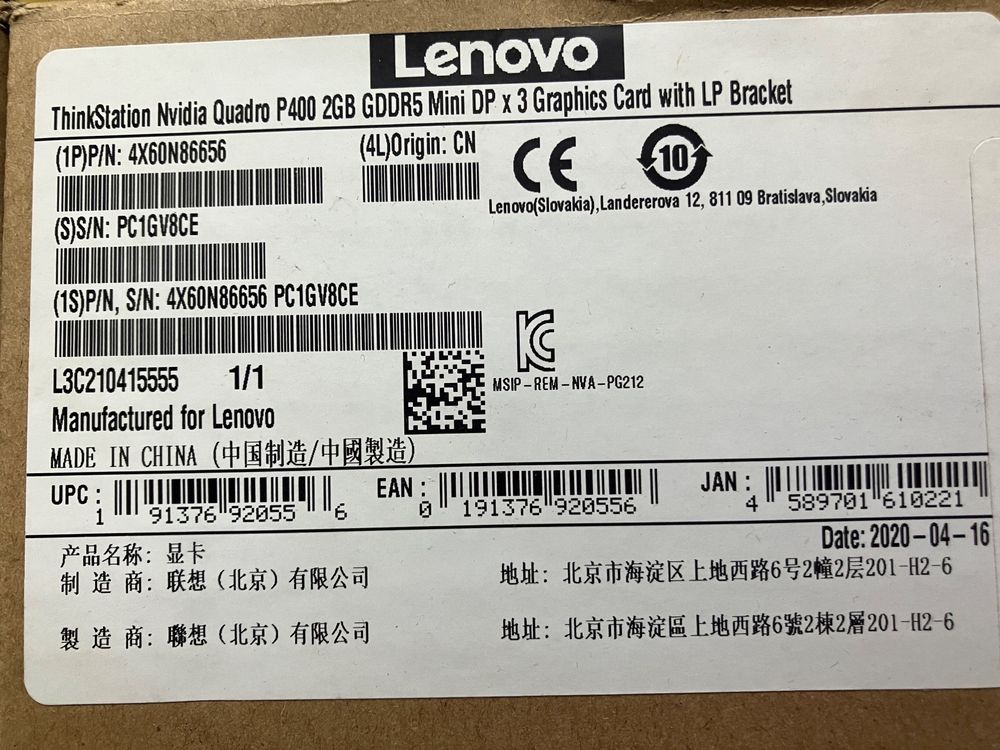 Lenovo
ThinkStation Nvidia Quadro P400 2GB GDDR5 Mini DP x 3 Graphics Card with LP Bracket
(1P)P/N: 4X60N86656
(4L)Origin: CN
CE
10
Lenovo(Slovakia),Landererova 12, 811 09 Bratislava,Slovakia
(S)S/N: PC1GV8CE
(1S)P/N, S/N: 4X60N86656 PC1GV8CE
MSIP-REM-NVA-PG212
L3C210415555 1/1
Manufactured for Lenovo
MADE IN CHINA (中国制造/中國製造)
UPC: 1 91376 92055 6
EAN: 0 191376 920556
JAN: 4 589701 610221
Date: 2020-04-16
产品名称: 显卡
制 造 商: 联想（北京）有限公司
地址: 北京市海淀区上地西路6号2幢2层201-H2-6
製 造 商: 聯想（北京）有限公司
地址: 北京市海淀區上地西路6號2棟2層201-H2-6